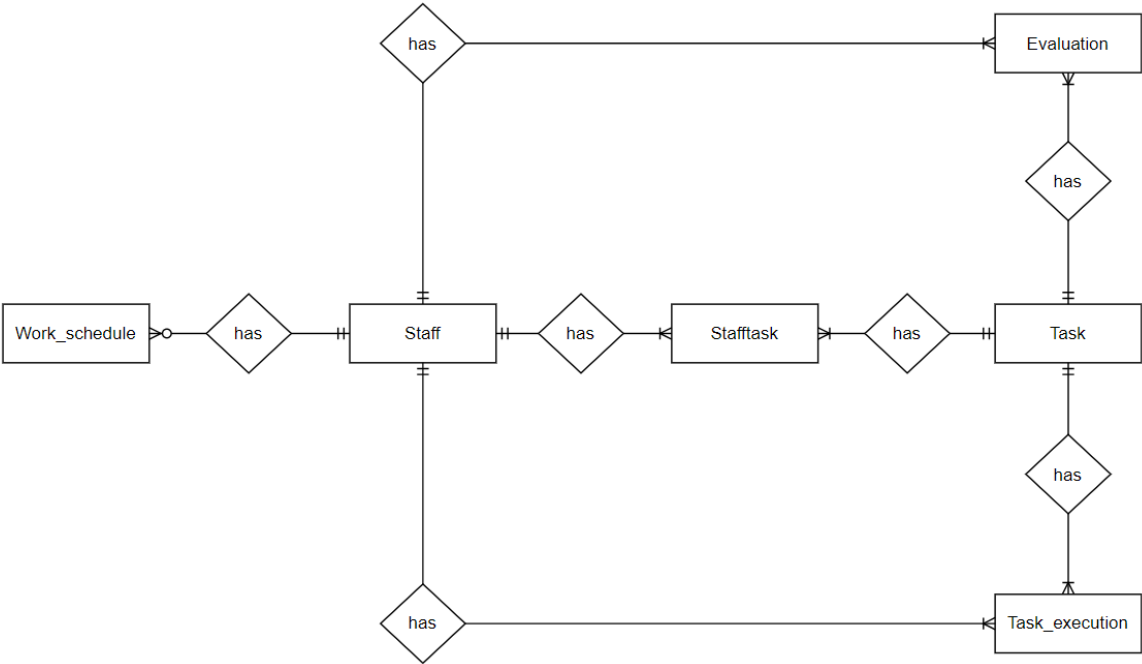 has
Evaluation
has
Work_schedule
has
Staff
has
Stafftask
has
Task
has
has
Task_execution